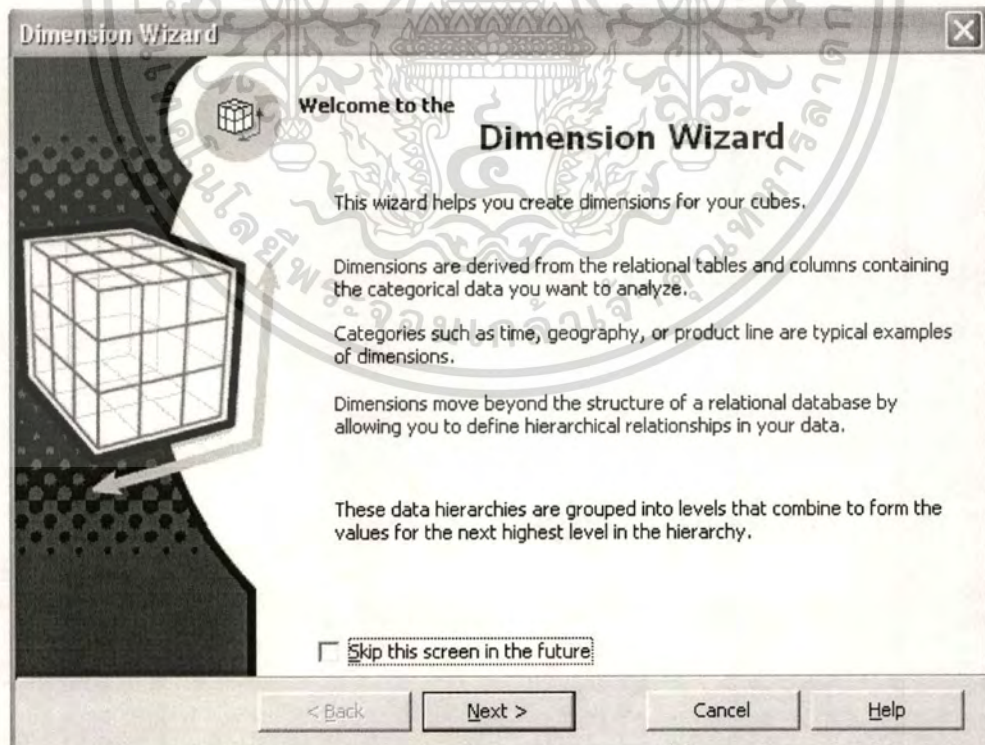 Dimension Wizard
Welcome to the
Dimension Wizard
This wizard helps you create dimensions for your cubes.
Dimensions are derived from the relational tables and columns containing
the categorical data you want to analyze.
Categories such as time, geography, or product line are typical examples
of dimensions.
Dimensions move beyond the structure of a relational database by
allowing you to define hierarchical relationships in your data.
These data hierarchies are grouped into levels that combine to form the
values for the next highest level in the hierarchy.
Skip this screen in the future
< Back
Next >
Cancel
Help